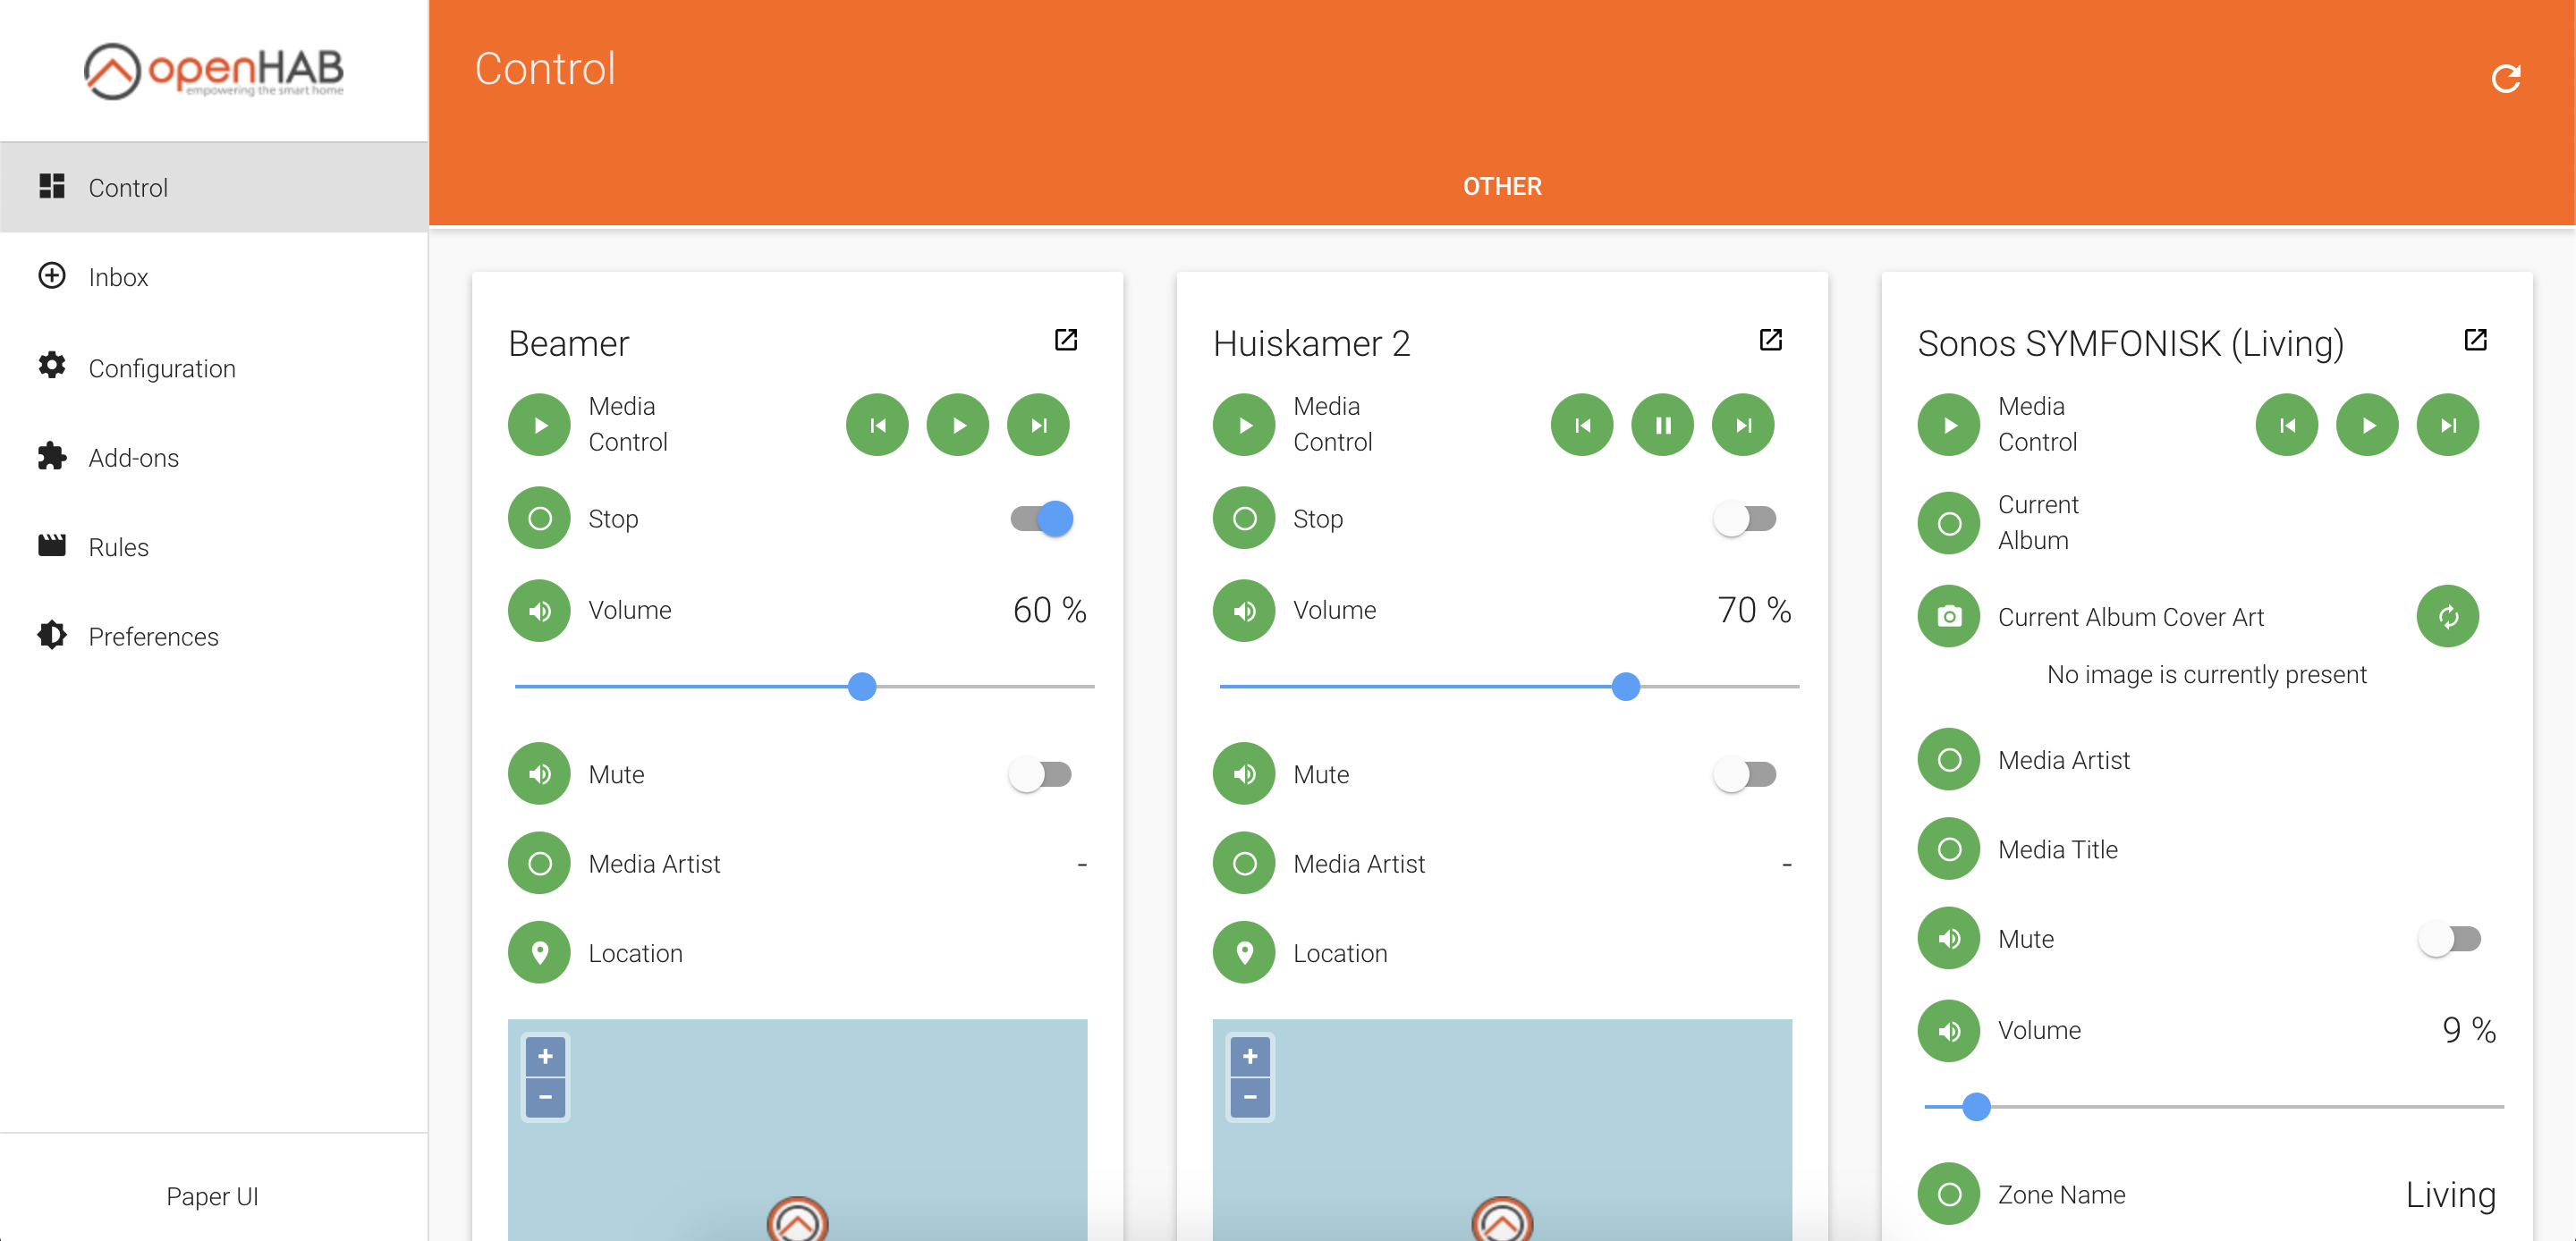 openHAB
empowering the smart home
Control
Inbox
Configuration
Add-ons
Rules
Preferences
Paper UI
Control
OTHER
Beamer
Media
Control
Stop
Volume 60 %
Mute
Media Artist -
Location
+
−
Huiskamer 2
Media
Control
Stop
Volume 70 %
Mute
Media Artist -
Location
+
−
Sonos SYMFONISK (Living)
Media
Control
Current
Album
Current Album Cover Art
No image is currently present
Media Artist
Media Title
Mute
Volume 9 %
Zone Name Living